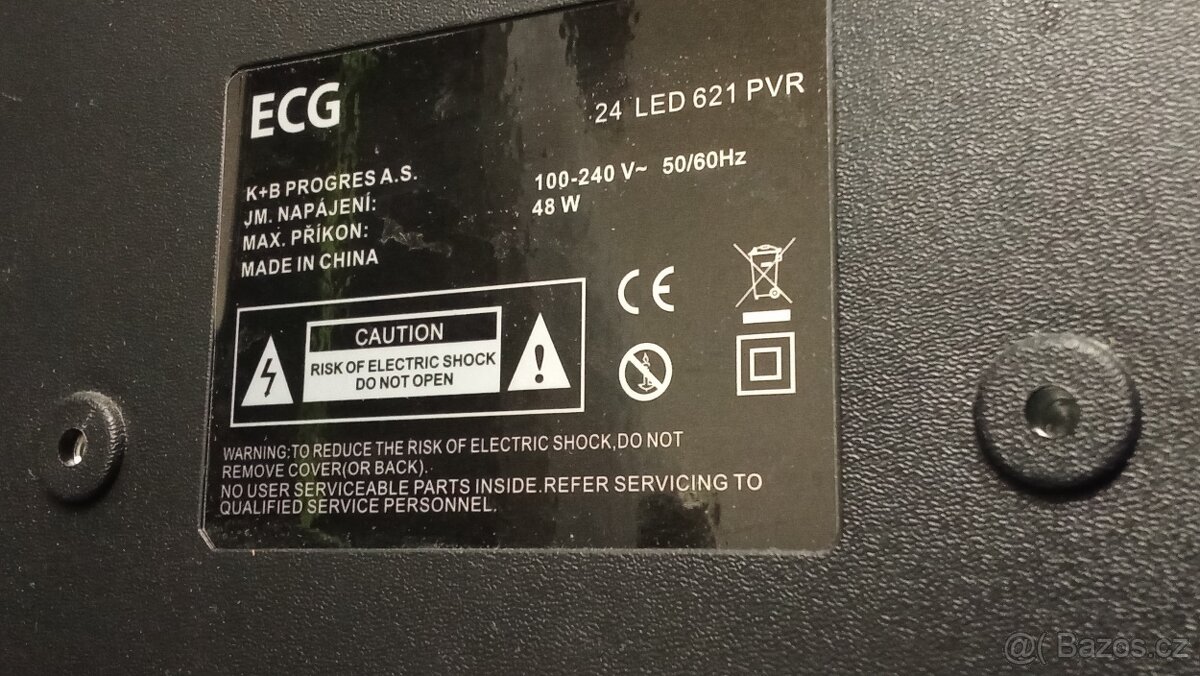 ECG
24 LED 621 PVR
K+B PROGRES A.S.
JM. NAPÁJENÍ: 100-240 V~ 50/60Hz
MAX. PŘÍKON: 48 W
MADE IN CHINA
CE
CAUTION
RISK OF ELECTRIC SHOCK
DO NOT OPEN
WARNING:TO REDUCE THE RISK OF ELECTRIC SHOCK,DO NOT
REMOVE COVER(OR BACK).
NO USER SERVICEABLE PARTS INSIDE.REFER SERVICING TO
QUALIFIED SERVICE PERSONNEL.
@( Bazos.cz